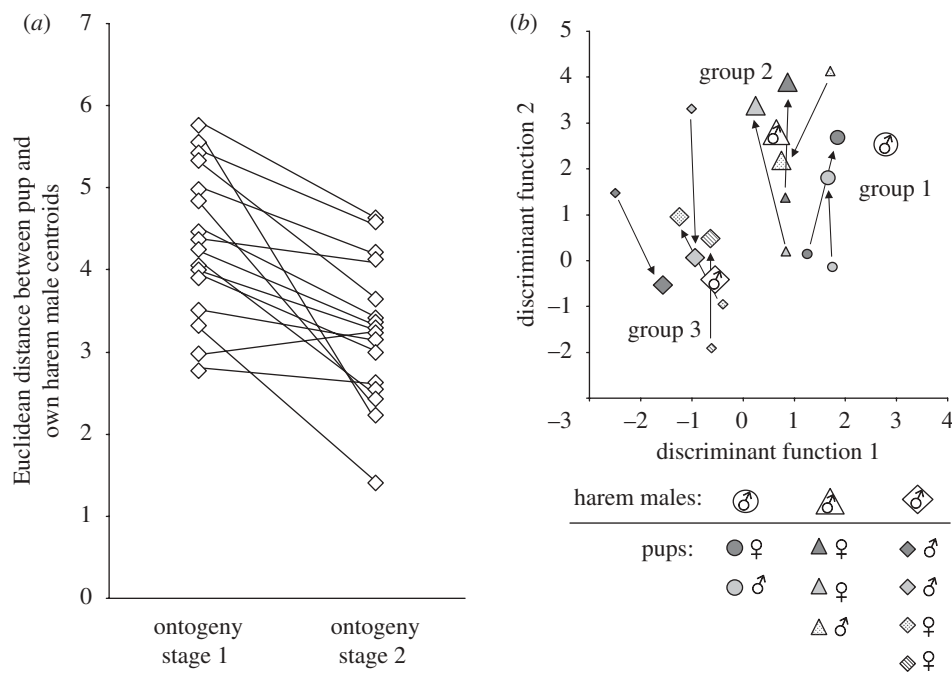 (a)
7
6
5
4
3
2
1
0
Euclidean distance between pup and
own harem male centroids
ontogeny
stage 1
ontogeny
stage 2
(b)
5
4
3
2
1
0
−1
−2
−3
−2
−1
0
1
2
3
4
discriminant function 2
discriminant function 1
group 2
group 1
group 3
♂
♂
♂
harem males: ♂ ♂ ♂
pups: ♀ ♀ ♂
♂ ♀ ♂
♂ ♀
♀